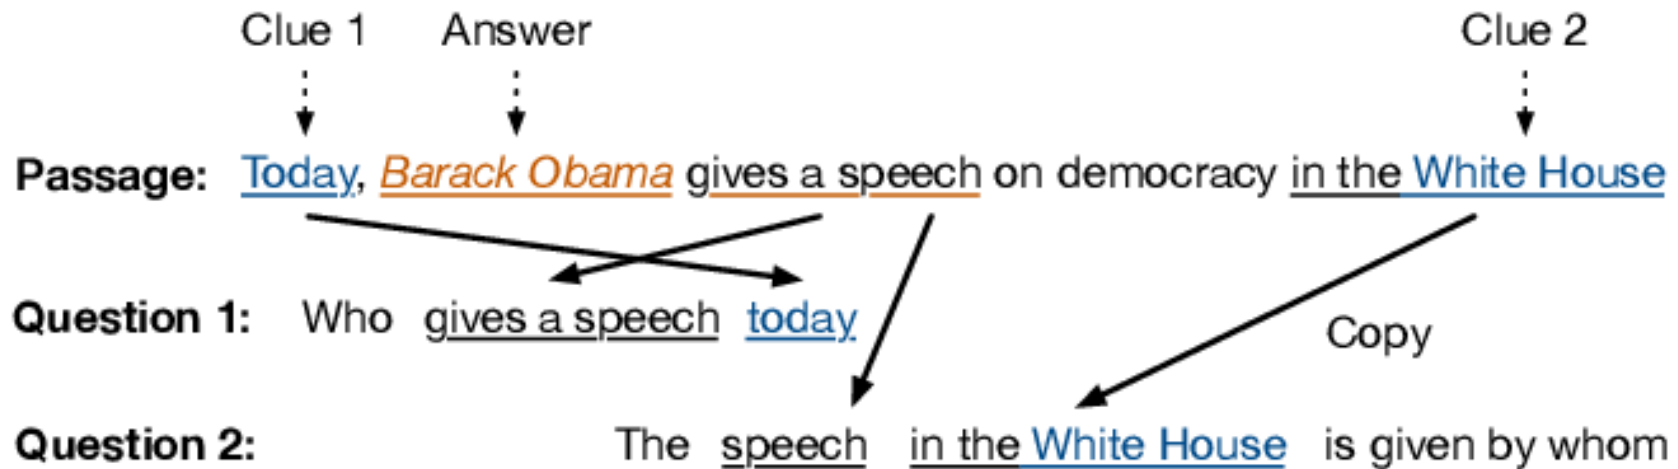 Clue 1 Answer Clue 2
Passage: Today, Barack Obama gives a speech on democracy in the White House
Question 1: Who gives a speech today
Copy
Question 2: The speech in the White House is given by whom